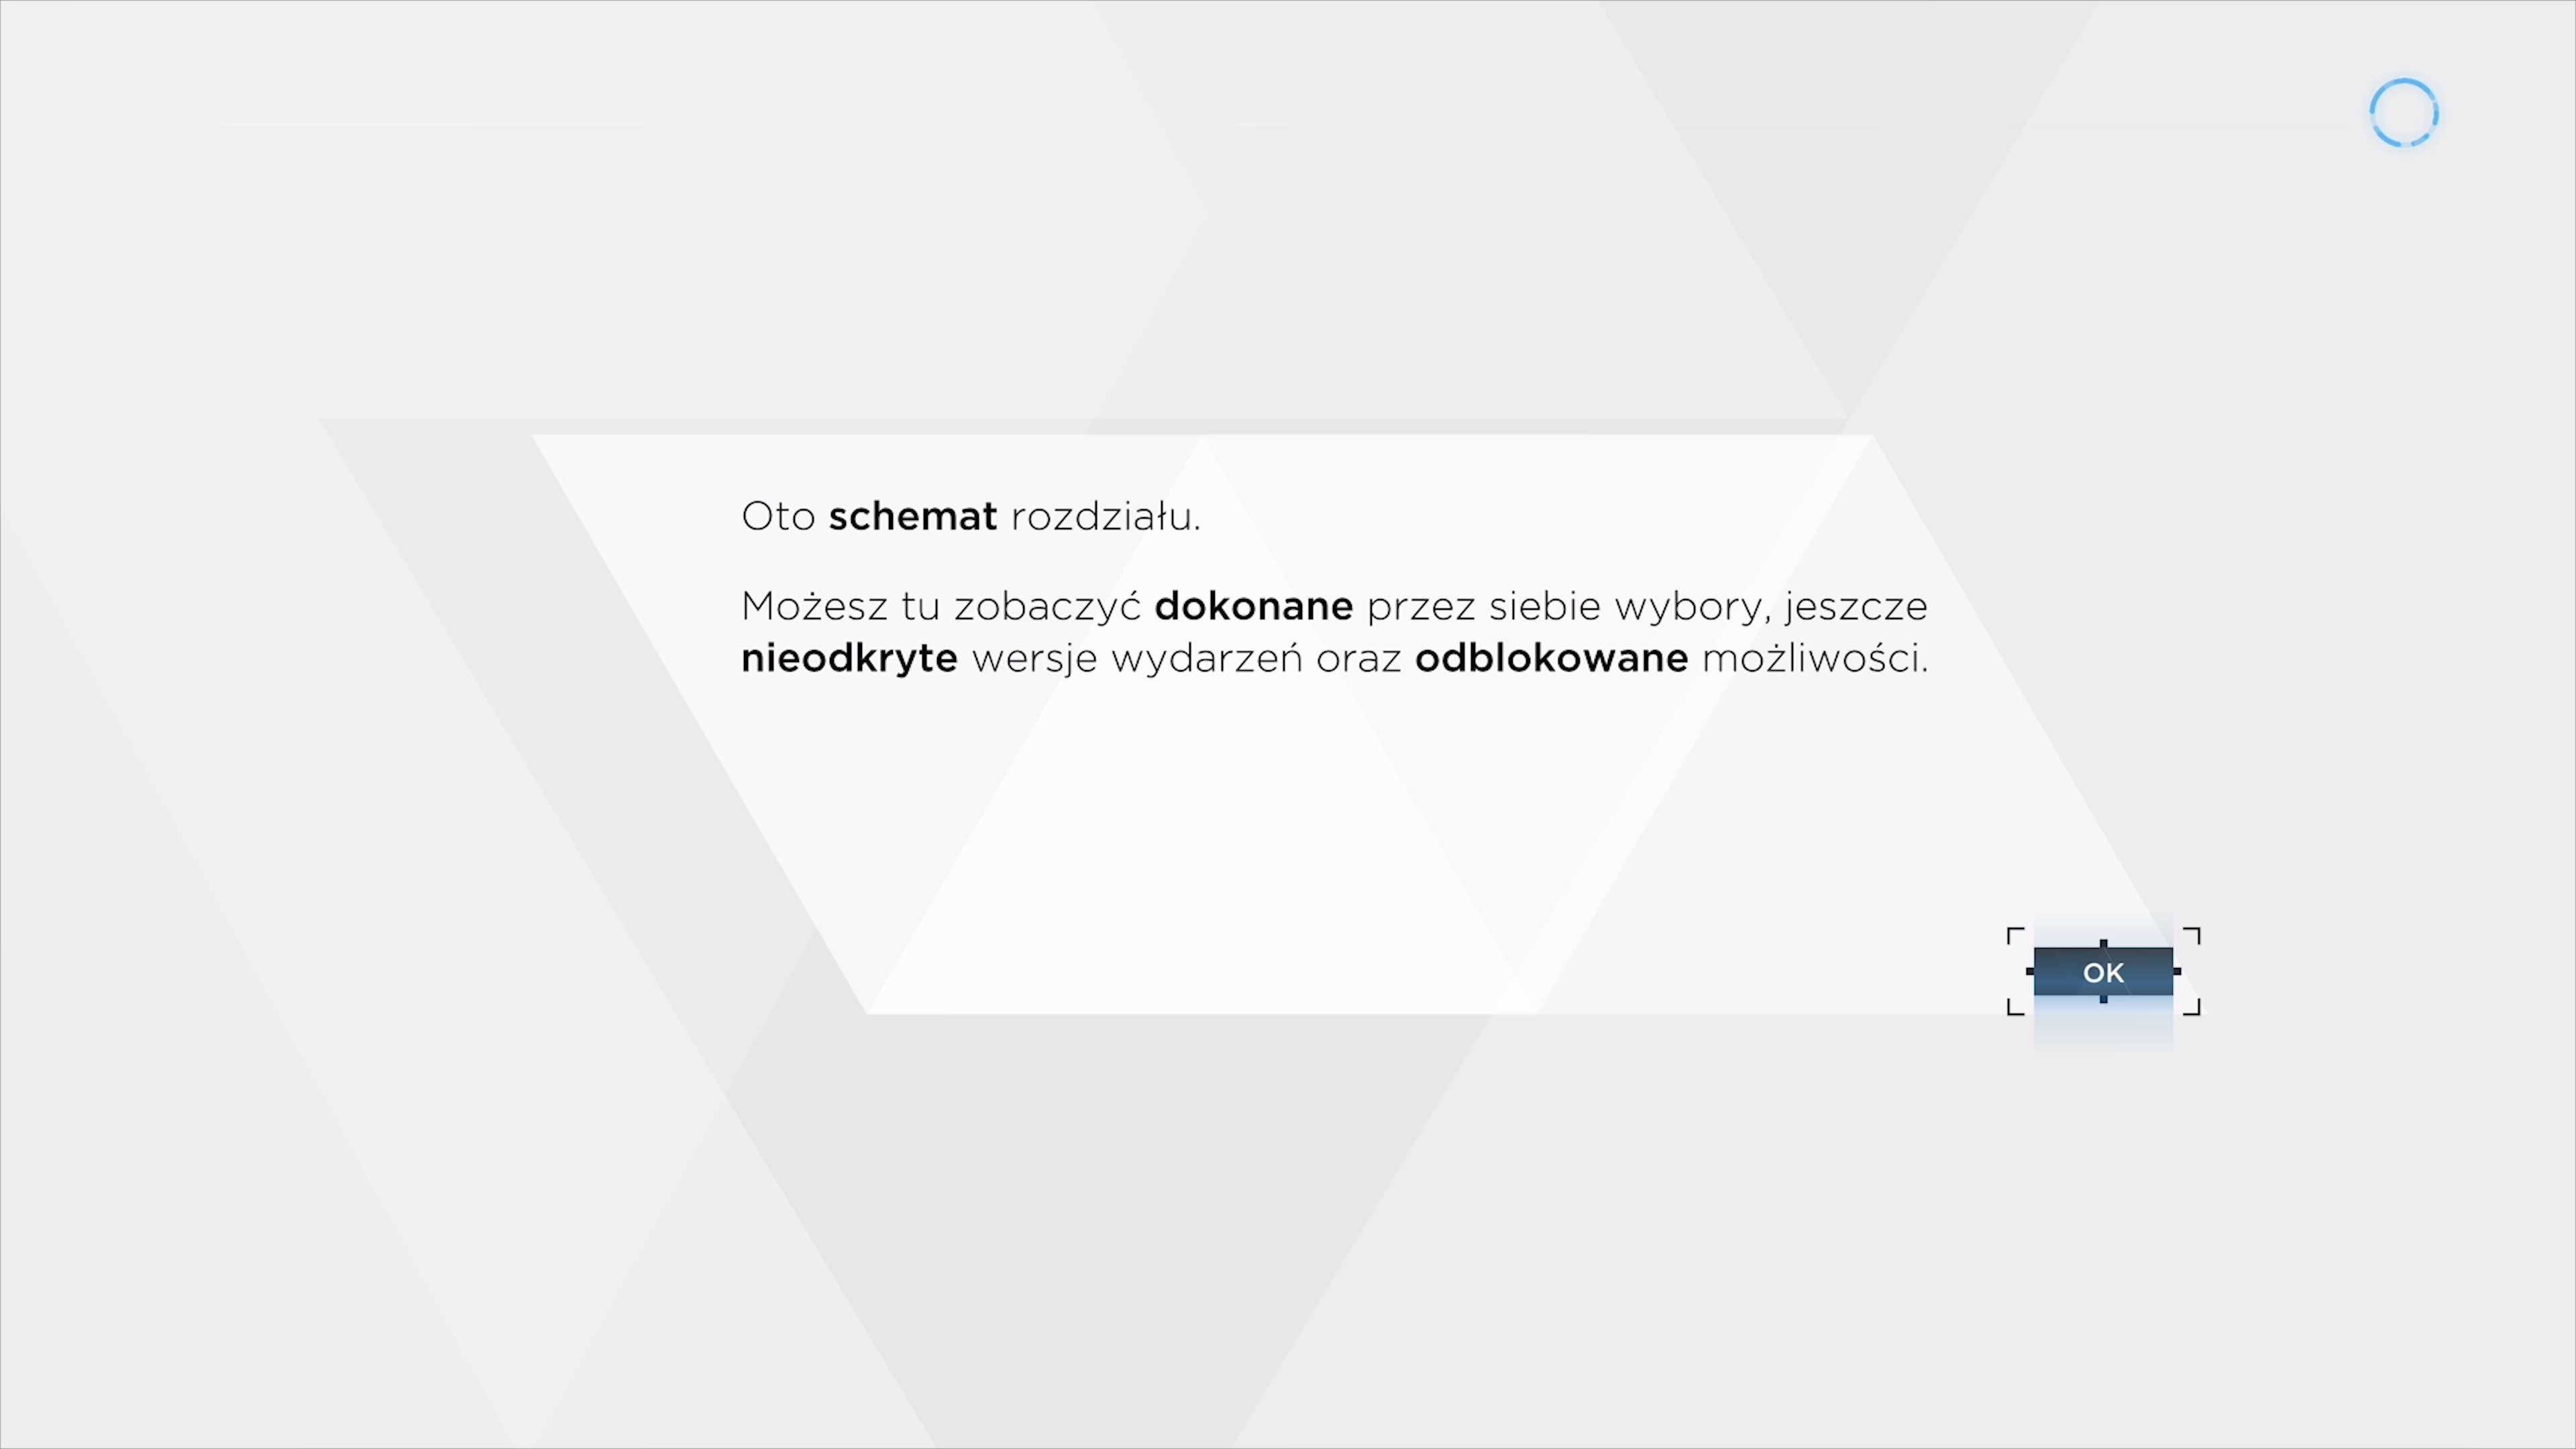 Oto schemat rozdziału.
Możesz tu zobaczyć dokonane przez siebie wybory, jeszcze
nieodkryte wersje wydarzeń oraz odblokowane możliwości.
OK